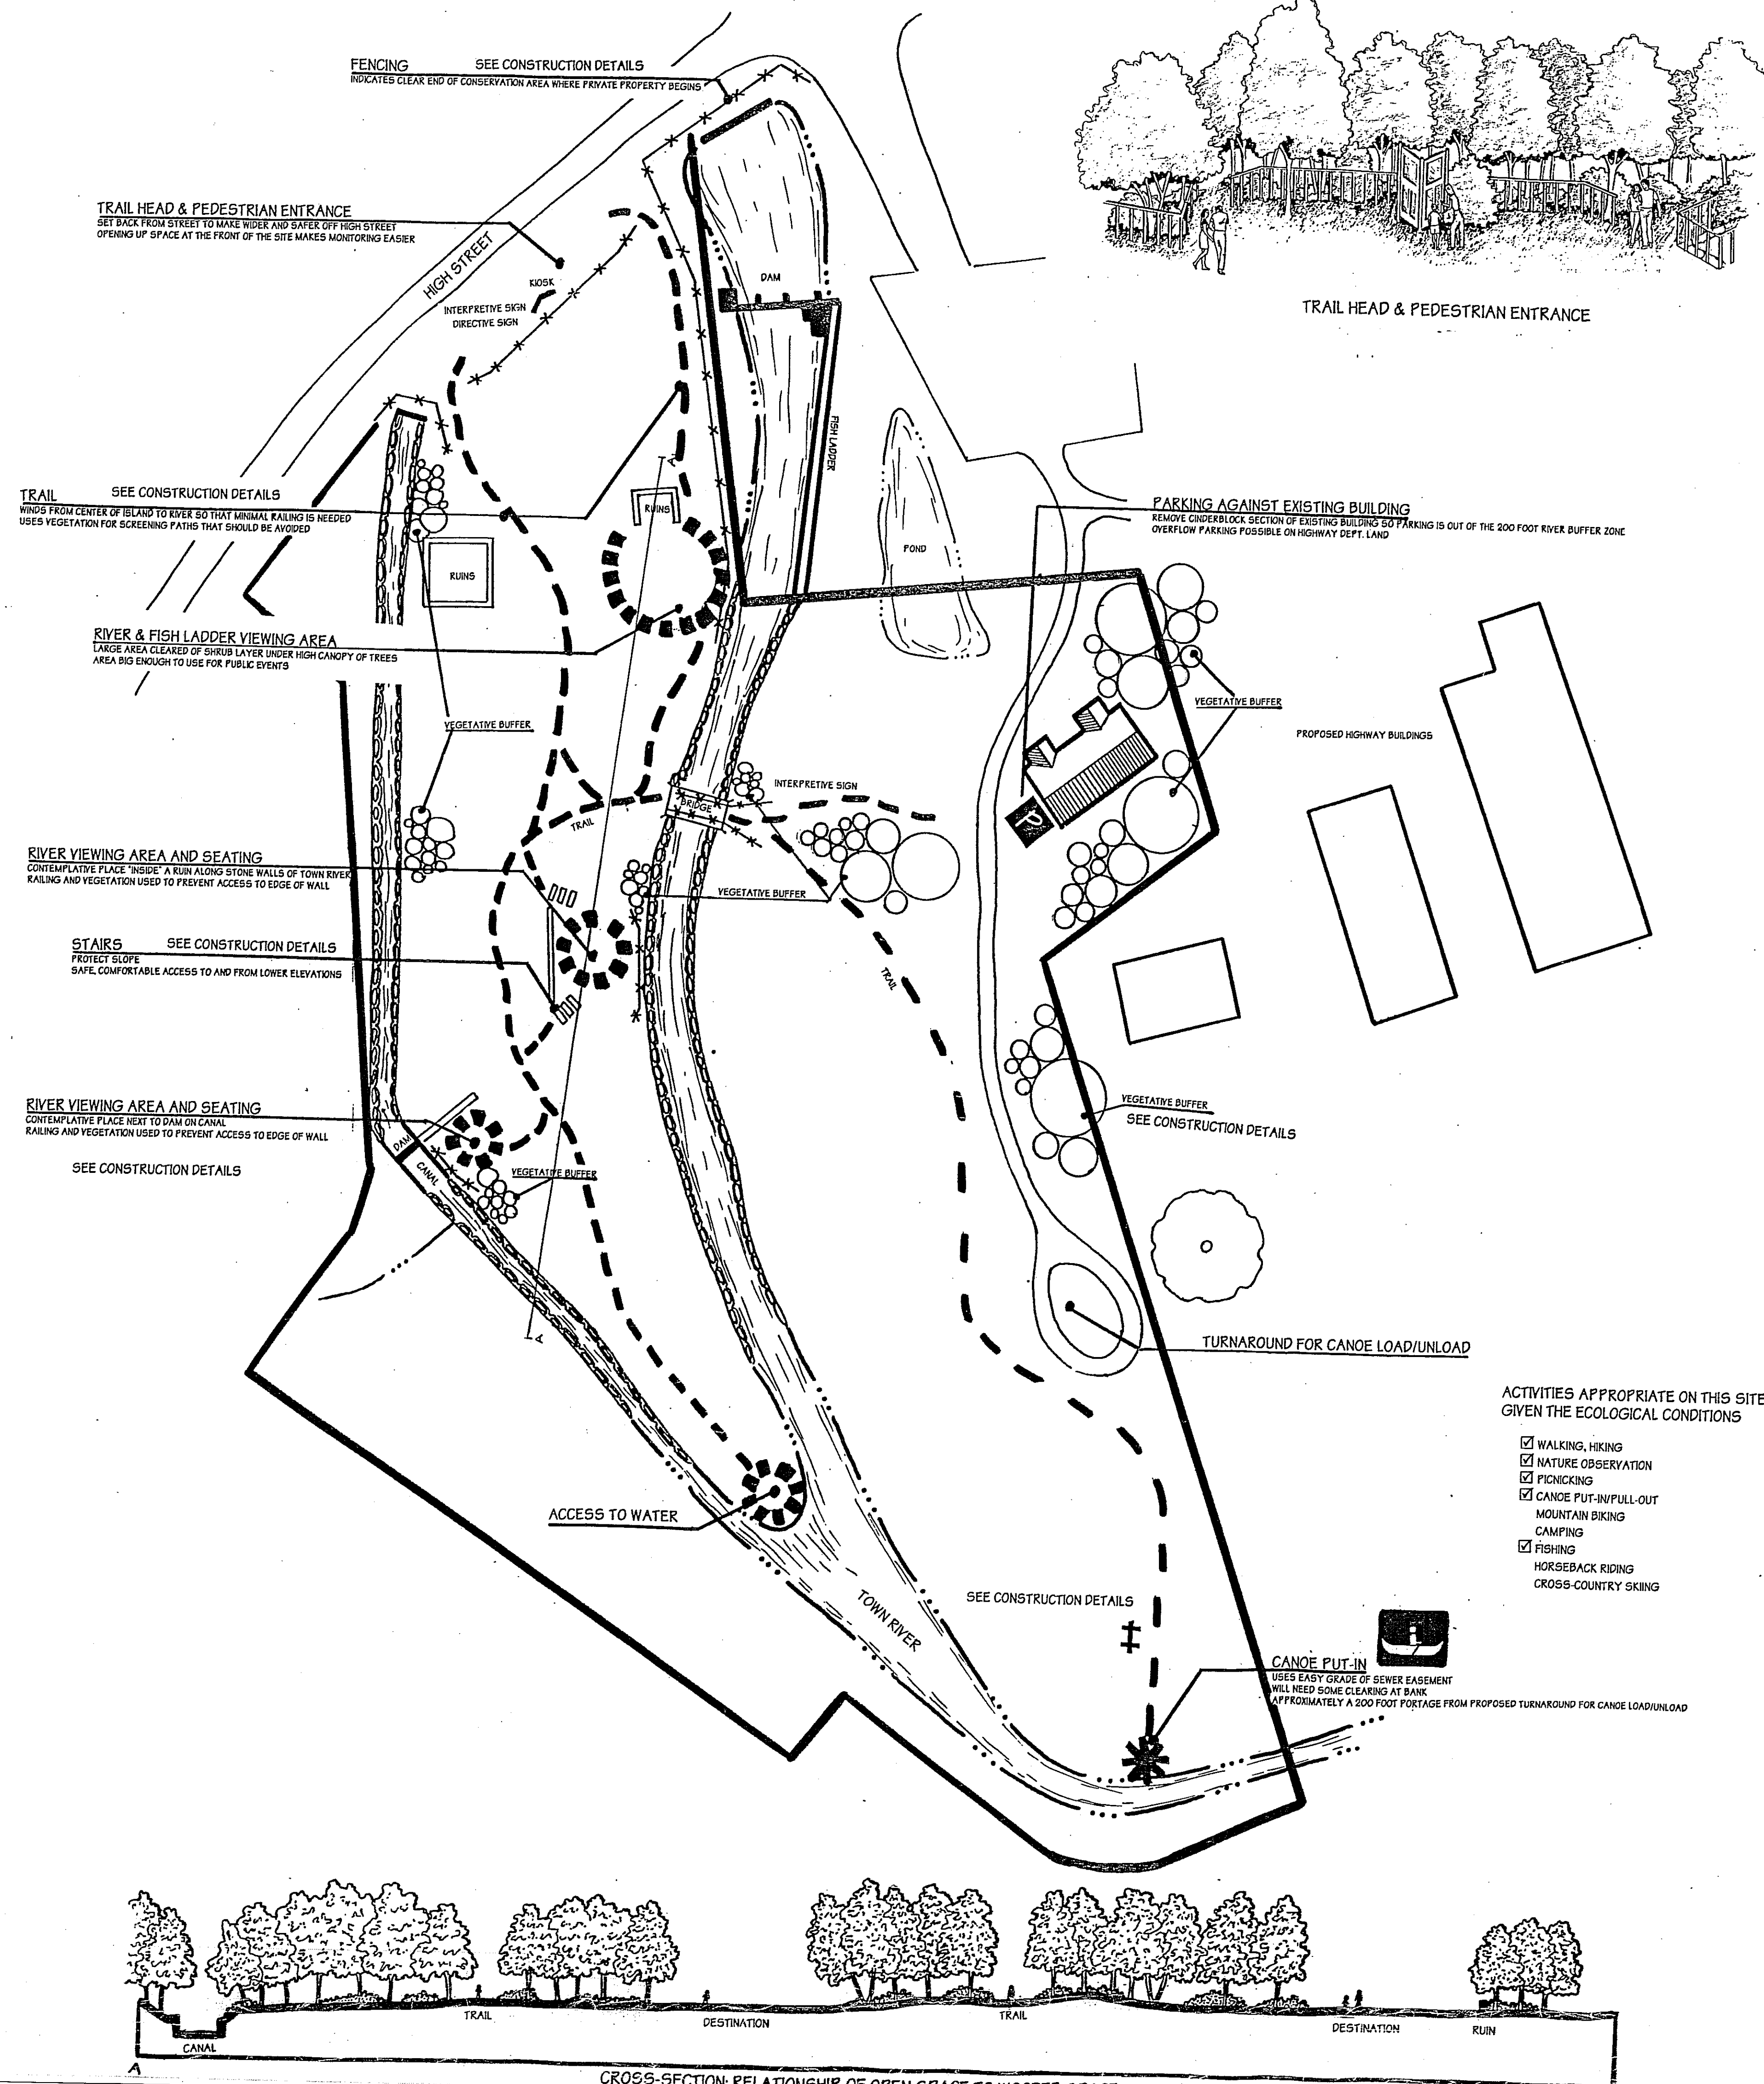 FENCING SEE CONSTRUCTION DETAILS
INDICATES CLEAR END OF CONSERVATION AREA WHERE PRIVATE PROPERTY BEGINS
TRAIL HEAD & PEDESTRIAN ENTRANCE
SET BACK FROM STREET TO MAKE WIDER AND SAFER OFF HIGH STREET
OPENING UP SPACE AT THE FRONT OF THE SITE MAKES MONITORING EASIER
HIGH STREET
KIOSK
INTERPRETIVE SIGN
DIRECTIVE SIGN
DAM
FISH LADDER
TRAIL HEAD & PEDESTRIAN ENTRANCE
A
TRAIL SEE CONSTRUCTION DETAILS
WINDS FROM CENTER OF ISLAND TO RIVER SO THAT MINIMAL RAILING IS NEEDED
USES VEGETATION FOR SCREENING PATHS THAT SHOULD BE AVOIDED
RUINS
RUINS
POND
PARKING AGAINST EXISTING BUILDING
REMOVE CINDERBLOCK SECTION OF EXISTING BUILDING SO PARKING IS OUT OF THE 200 FOOT RIVER BUFFER ZONE
OVERFLOW PARKING POSSIBLE ON HIGHWAY DEPT. LAND
RIVER & FISH LADDER VIEWING AREA
LARGE AREA CLEARED OF SHRUB LAYER UNDER HIGH CANOPY OF TREES
AREA BIG ENOUGH TO USE FOR PUBLIC EVENTS
VEGETATIVE BUFFER
VEGETATIVE BUFFER
PROPOSED HIGHWAY BUILDINGS
INTERPRETIVE SIGN
BRIDGE
TRAIL
P
RIVER VIEWING AREA AND SEATING
CONTEMPLATIVE PLACE "INSIDE" A RUIN ALONG STONE WALLS OF TOWN RIVER
RAILING AND VEGETATION USED TO PREVENT ACCESS TO EDGE OF WALL
VEGETATIVE BUFFER
STAIRS SEE CONSTRUCTION DETAILS
PROTECT SLOPE
SAFE, COMFORTABLE ACCESS TO AND FROM LOWER ELEVATIONS
TRAIL
RIVER VIEWING AREA AND SEATING
CONTEMPLATIVE PLACE NEXT TO DAM ON CANAL
RAILING AND VEGETATION USED TO PREVENT ACCESS TO EDGE OF WALL
SEE CONSTRUCTION DETAILS
DAM
CANAL
VEGETATIVE BUFFER
VEGETATIVE BUFFER
SEE CONSTRUCTION DETAILS
A
TURNAROUND FOR CANOE LOAD/UNLOAD
ACTIVITIES APPROPRIATE ON THIS SITE
GIVEN THE ECOLOGICAL CONDITIONS
☑ WALKING, HIKING
☑ NATURE OBSERVATION
☑ PICNICKING
☑ CANOE PUT-IN/PULL-OUT
MOUNTAIN BIKING
CAMPING
☑ FISHING
HORSEBACK RIDING
CROSS-COUNTRY SKIING
ACCESS TO WATER
TOWN RIVER
SEE CONSTRUCTION DETAILS
CANOE PUT-IN
USES EASY GRADE OF SEWER EASEMENT
WILL NEED SOME CLEARING AT BANK
APPROXIMATELY A 200 FOOT PORTAGE FROM PROPOSED TURNAROUND FOR CANOE LOAD/UNLOAD
CANAL
TRAIL
DESTINATION
TRAIL
DESTINATION
RUIN
A
CROSS-SECTION: RELATIONSHIP OF OPEN SPACE TO